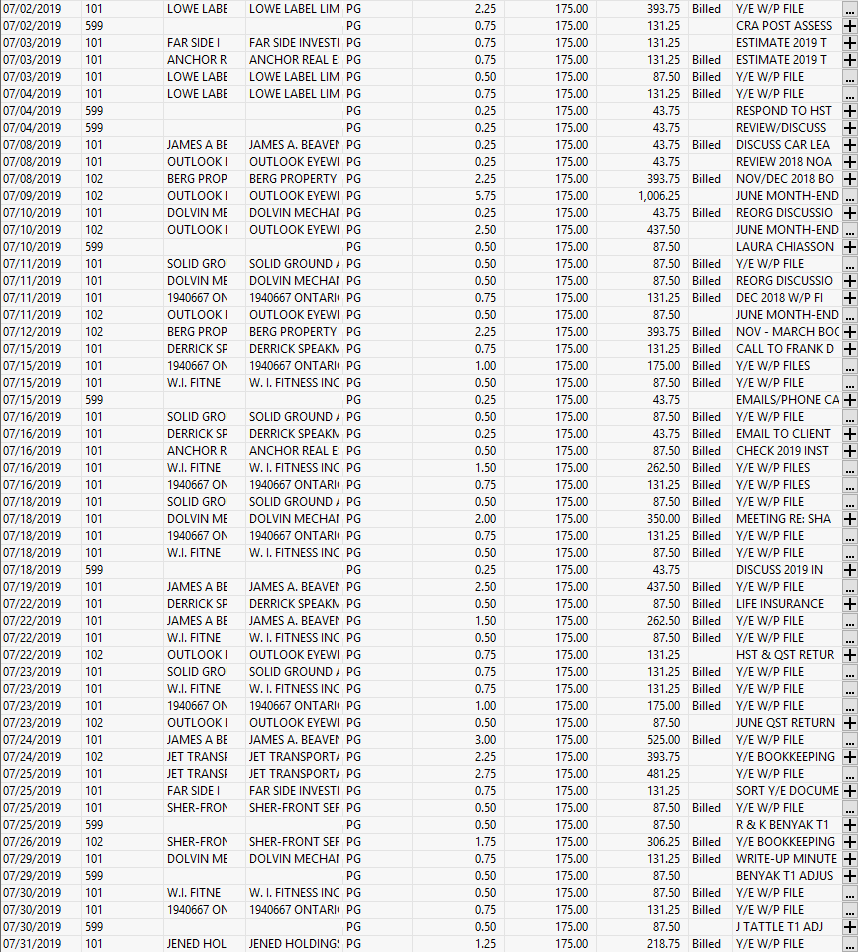 07/02/2019 101 LOWE LABE LOWE LABEL LIM PG 2.25 175.00 393.75 Billed Y/E W/P FILE ...
07/02/2019 599 PG 0.75 175.00 131.25 CRA POST ASSESS +
07/03/2019 101 FAR SIDE I FAR SIDE INVESTI PG 0.75 175.00 131.25 ESTIMATE 2019 T +
07/03/2019 101 ANCHOR R ANCHOR REAL E PG 0.75 175.00 131.25 Billed ESTIMATE 2019 T +
07/03/2019 101 LOWE LABE LOWE LABEL LIM PG 0.50 175.00 87.50 Billed Y/E W/P FILE ...
07/04/2019 101 LOWE LABE LOWE LABEL LIM PG 0.75 175.00 131.25 Billed Y/E W/P FILE ...
07/04/2019 599 PG 0.25 175.00 43.75 RESPOND TO HST +
07/04/2019 599 PG 0.25 175.00 43.75 REVIEW/DISCUSS +
07/08/2019 101 JAMES A BE JAMES A. BEAVEN PG 0.25 175.00 43.75 Billed DISCUSS CAR LEA +
07/08/2019 101 OUTLOOK I OUTLOOK EYEWI PG 0.25 175.00 43.75 REVIEW 2018 NOA +
07/08/2019 102 BERG PROP BERG PROPERTY PG 2.25 175.00 393.75 Billed NOV/DEC 2018 BO +
07/09/2019 102 OUTLOOK I OUTLOOK EYEWI PG 5.75 175.00 1,006.25 JUNE MONTH-END ...
07/10/2019 101 DOLVIN ME DOLVIN MECHAI PG 0.25 175.00 43.75 Billed REORG DISCUSSIO +
07/10/2019 102 OUTLOOK I OUTLOOK EYEWI PG 2.50 175.00 437.50 JUNE MONTH-END ...
07/10/2019 599 PG 0.50 175.00 87.50 LAURA CHIASSON +
07/11/2019 101 SOLID GRO SOLID GROUND A PG 0.50 175.00 87.50 Billed Y/E W/P FILE ...
07/11/2019 101 DOLVIN ME DOLVIN MECHAI PG 0.50 175.00 87.50 Billed REORG DISCUSSIO +
07/11/2019 101 1940667 ON 1940667 ONTARI PG 0.75 175.00 131.25 Billed DEC 2018 W/P FI +
07/11/2019 102 OUTLOOK I OUTLOOK EYEWI PG 0.50 175.00 87.50 JUNE MONTH-END ...
07/12/2019 102 BERG PROP BERG PROPERTY PG 2.25 175.00 393.75 Billed NOV - MARCH BOO +
07/15/2019 101 DERRICK SP DERRICK SPEAKM PG 0.75 175.00 131.25 Billed CALL TO FRANK D +
07/15/2019 101 1940667 ON 1940667 ONTARI PG 1.00 175.00 175.00 Billed Y/E W/P FILES ...
07/15/2019 101 W.I. FITNE W. I. FITNESS INC PG 0.50 175.00 87.50 Billed Y/E W/P FILE ...
07/15/2019 599 PG 0.25 175.00 43.75 EMAILS/PHONE CA +
07/16/2019 101 SOLID GRO SOLID GROUND A PG 0.50 175.00 87.50 Billed Y/E W/P FILE ...
07/16/2019 101 DERRICK SP DERRICK SPEAKM PG 0.25 175.00 43.75 Billed EMAIL TO CLIENT +
07/16/2019 101 ANCHOR R ANCHOR REAL E PG 0.50 175.00 87.50 Billed CHECK 2019 INST +
07/16/2019 101 W.I. FITNE W. I. FITNESS INC PG 1.50 175.00 262.50 Billed Y/E W/P FILES ...
07/16/2019 101 1940667 ON 1940667 ONTARI PG 0.75 175.00 131.25 Billed Y/E W/P FILES ...
07/18/2019 101 SOLID GRO SOLID GROUND A PG 0.50 175.00 87.50 Billed Y/E W/P FILE ...
07/18/2019 101 DOLVIN ME DOLVIN MECHAI PG 2.00 175.00 350.00 Billed MEETING RE: SHA +
07/18/2019 101 1940667 ON 1940667 ONTARI PG 0.75 175.00 131.25 Billed Y/E W/P FILE ...
07/18/2019 101 W.I. FITNE W. I. FITNESS INC PG 0.50 175.00 87.50 Billed Y/E W/P FILE ...
07/18/2019 599 PG 0.25 175.00 43.75 DISCUSS 2019 IN +
07/19/2019 101 JAMES A BE JAMES A. BEAVEN PG 2.50 175.00 437.50 Billed Y/E W/P FILE ...
07/22/2019 101 DERRICK SP DERRICK SPEAKM PG 0.50 175.00 87.50 Billed LIFE INSURANCE +
07/22/2019 101 JAMES A BE JAMES A. BEAVEN PG 1.50 175.00 262.50 Billed Y/E W/P FILE ...
07/22/2019 101 W.I. FITNE W. I. FITNESS INC PG 0.50 175.00 87.50 Billed Y/E W/P FILE ...
07/22/2019 102 OUTLOOK I OUTLOOK EYEWI PG 0.75 175.00 131.25 HST & QST RETUR +
07/23/2019 101 SOLID GRO SOLID GROUND A PG 0.75 175.00 131.25 Billed Y/E W/P FILE ...
07/23/2019 101 W.I. FITNE W. I. FITNESS INC PG 0.75 175.00 131.25 Billed Y/E W/P FILE ...
07/23/2019 101 1940667 ON 1940667 ONTARI PG 1.00 175.00 175.00 Billed Y/E W/P FILE ...
07/23/2019 102 OUTLOOK I OUTLOOK EYEWI PG 0.50 175.00 87.50 JUNE QST RETURN +
07/24/2019 101 JAMES A BE JAMES A. BEAVEN PG 3.00 175.00 525.00 Billed Y/E W/P FILE ...
07/24/2019 102 JET TRANSI JET TRANSPORTA PG 2.25 175.00 393.75 Y/E BOOKKEEPING +
07/25/2019 101 JET TRANSI JET TRANSPORTA PG 2.75 175.00 481.25 Y/E W/P FILE ...
07/25/2019 101 FAR SIDE I FAR SIDE INVESTI PG 0.75 175.00 131.25 SORT Y/E DOCUME +
07/25/2019 101 SHER-FRON SHER-FRONT SEF PG 0.50 175.00 87.50 Billed Y/E W/P FILE ...
07/25/2019 599 PG 0.50 175.00 87.50 R & K BENYAK T1 +
07/26/2019 102 SHER-FRON SHER-FRONT SEF PG 1.75 175.00 306.25 Billed Y/E BOOKKEEPING +
07/29/2019 101 DOLVIN ME DOLVIN MECHAI PG 0.75 175.00 131.25 Billed WRITE-UP MINUTE +
07/29/2019 599 PG 0.50 175.00 87.50 BENYAK T1 ADJUS +
07/30/2019 101 W.I. FITNE W. I. FITNESS INC PG 0.50 175.00 87.50 Billed Y/E W/P FILE ...
07/30/2019 101 1940667 ON 1940667 ONTARI PG 0.75 175.00 131.25 Billed Y/E W/P FILE ...
07/30/2019 599 PG 0.50 175.00 87.50 J TATTLE T1 ADJ +
07/31/2019 101 JENED HOL JENED HOLDING: PG 1.25 175.00 218.75 Billed Y/E W/P FILE ...